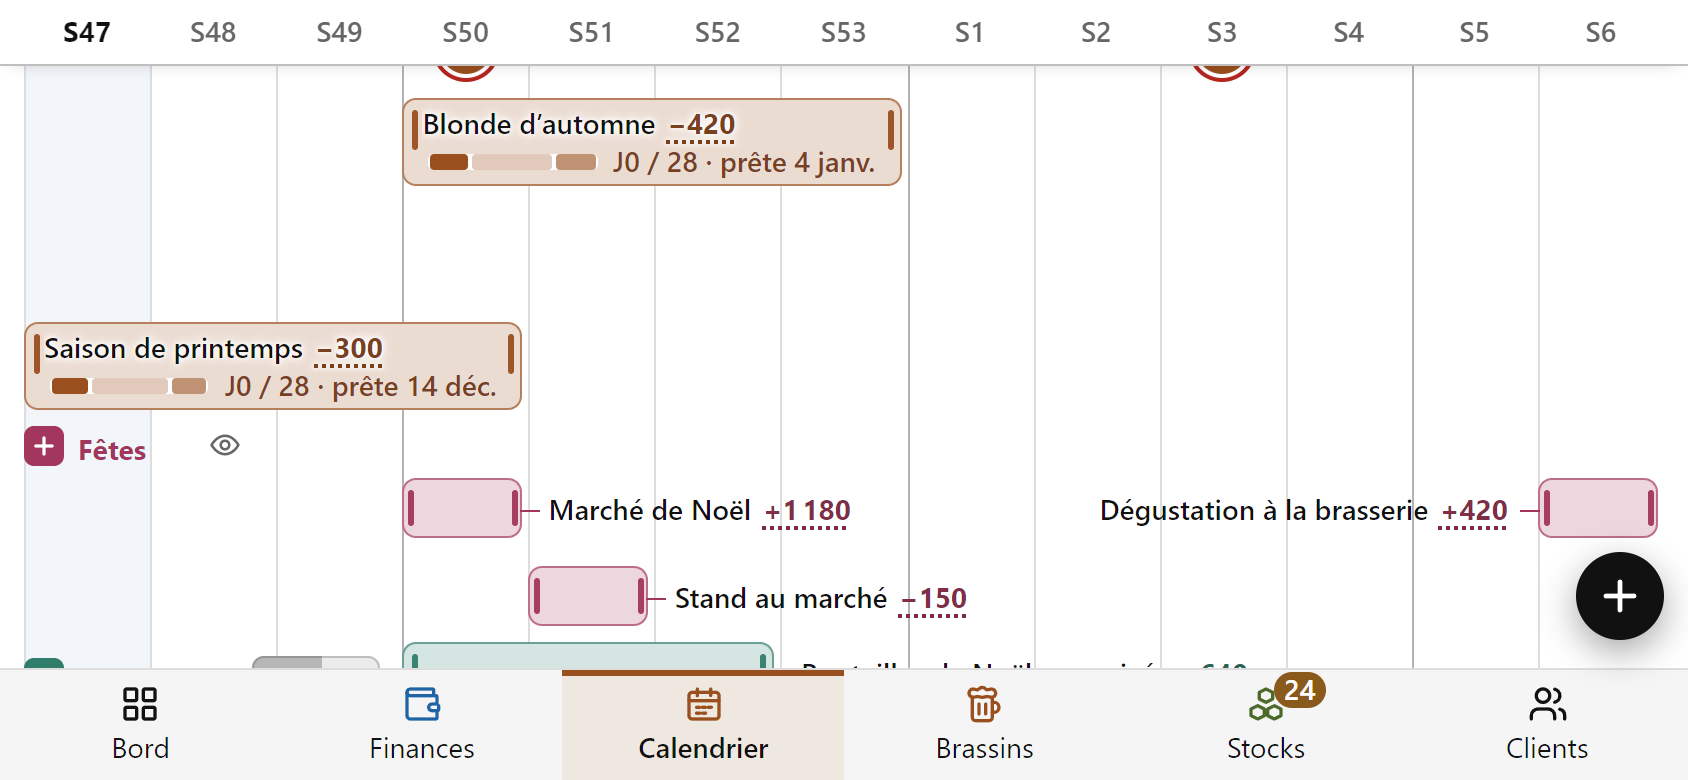 S47 S48 S49 S50 S51 S52 S53 S1 S2 S3 S4 S5 S6
Blonde d’automne −420
J0 / 28 · prête 4 janv.
Saison de printemps −300
J0 / 28 · prête 14 déc.
Fêtes
Marché de Noël +1 180
Dégustation à la brasserie +420
Stand au marché −150
24
Bord Finances Calendrier Brassins Stocks Clients